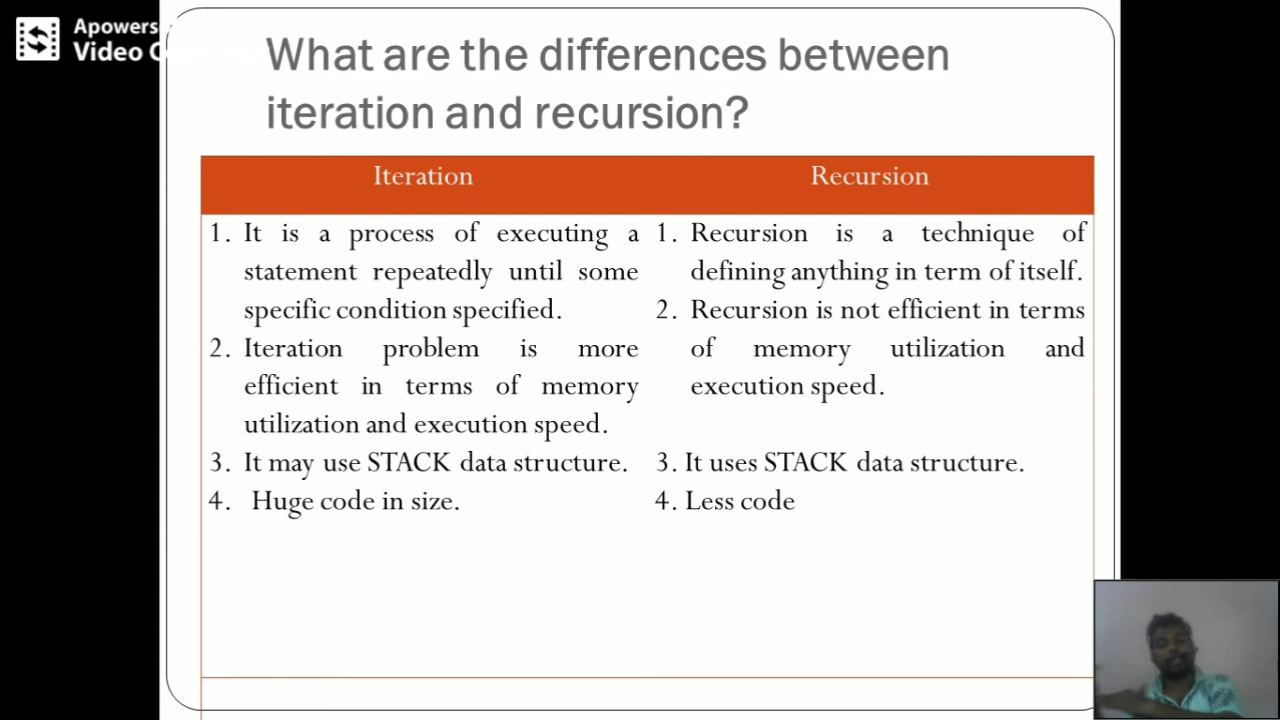 Apowers
Video
What are the differences between
iteration and recursion?
Iteration
Recursion
1. It is a process of executing a
statement repeatedly until some
specific condition specified.
2. Iteration problem is more
efficient in terms of memory
utilization and execution speed.
3. It may use STACK data structure.
4. Huge code in size.
1. Recursion is a technique of
defining anything in term of itself.
2. Recursion is not efficient in terms
of memory utilization and
execution speed.
3. It uses STACK data structure.
4. Less code